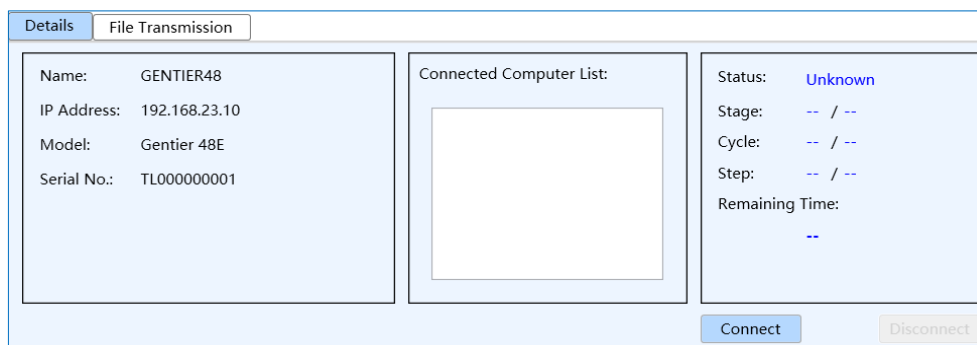 Details
File Transmission
Name: GENTIER48
IP Address: 192.168.23.10
Model: Gentier 48E
Serial No.: TL000000001
Connected Computer List:
Status: Unknown
Stage: -- / --
Cycle: -- / --
Step: -- / --
Remaining Time:
--
Connect
Disconnect